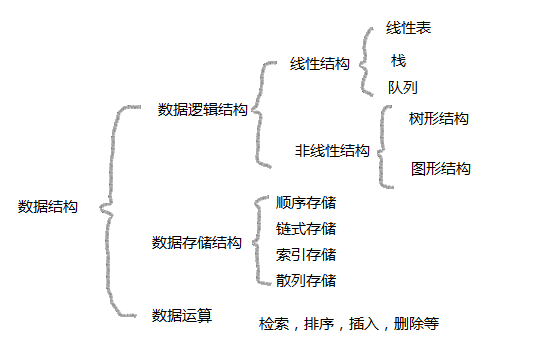 线性表
线性结构
栈
队列
数据逻辑结构
树形结构
非线性结构
图形结构
数据结构
顺序存储
链式存储
数据存储结构
索引存储
散列存储
数据运算
检索，排序，插入，删除等